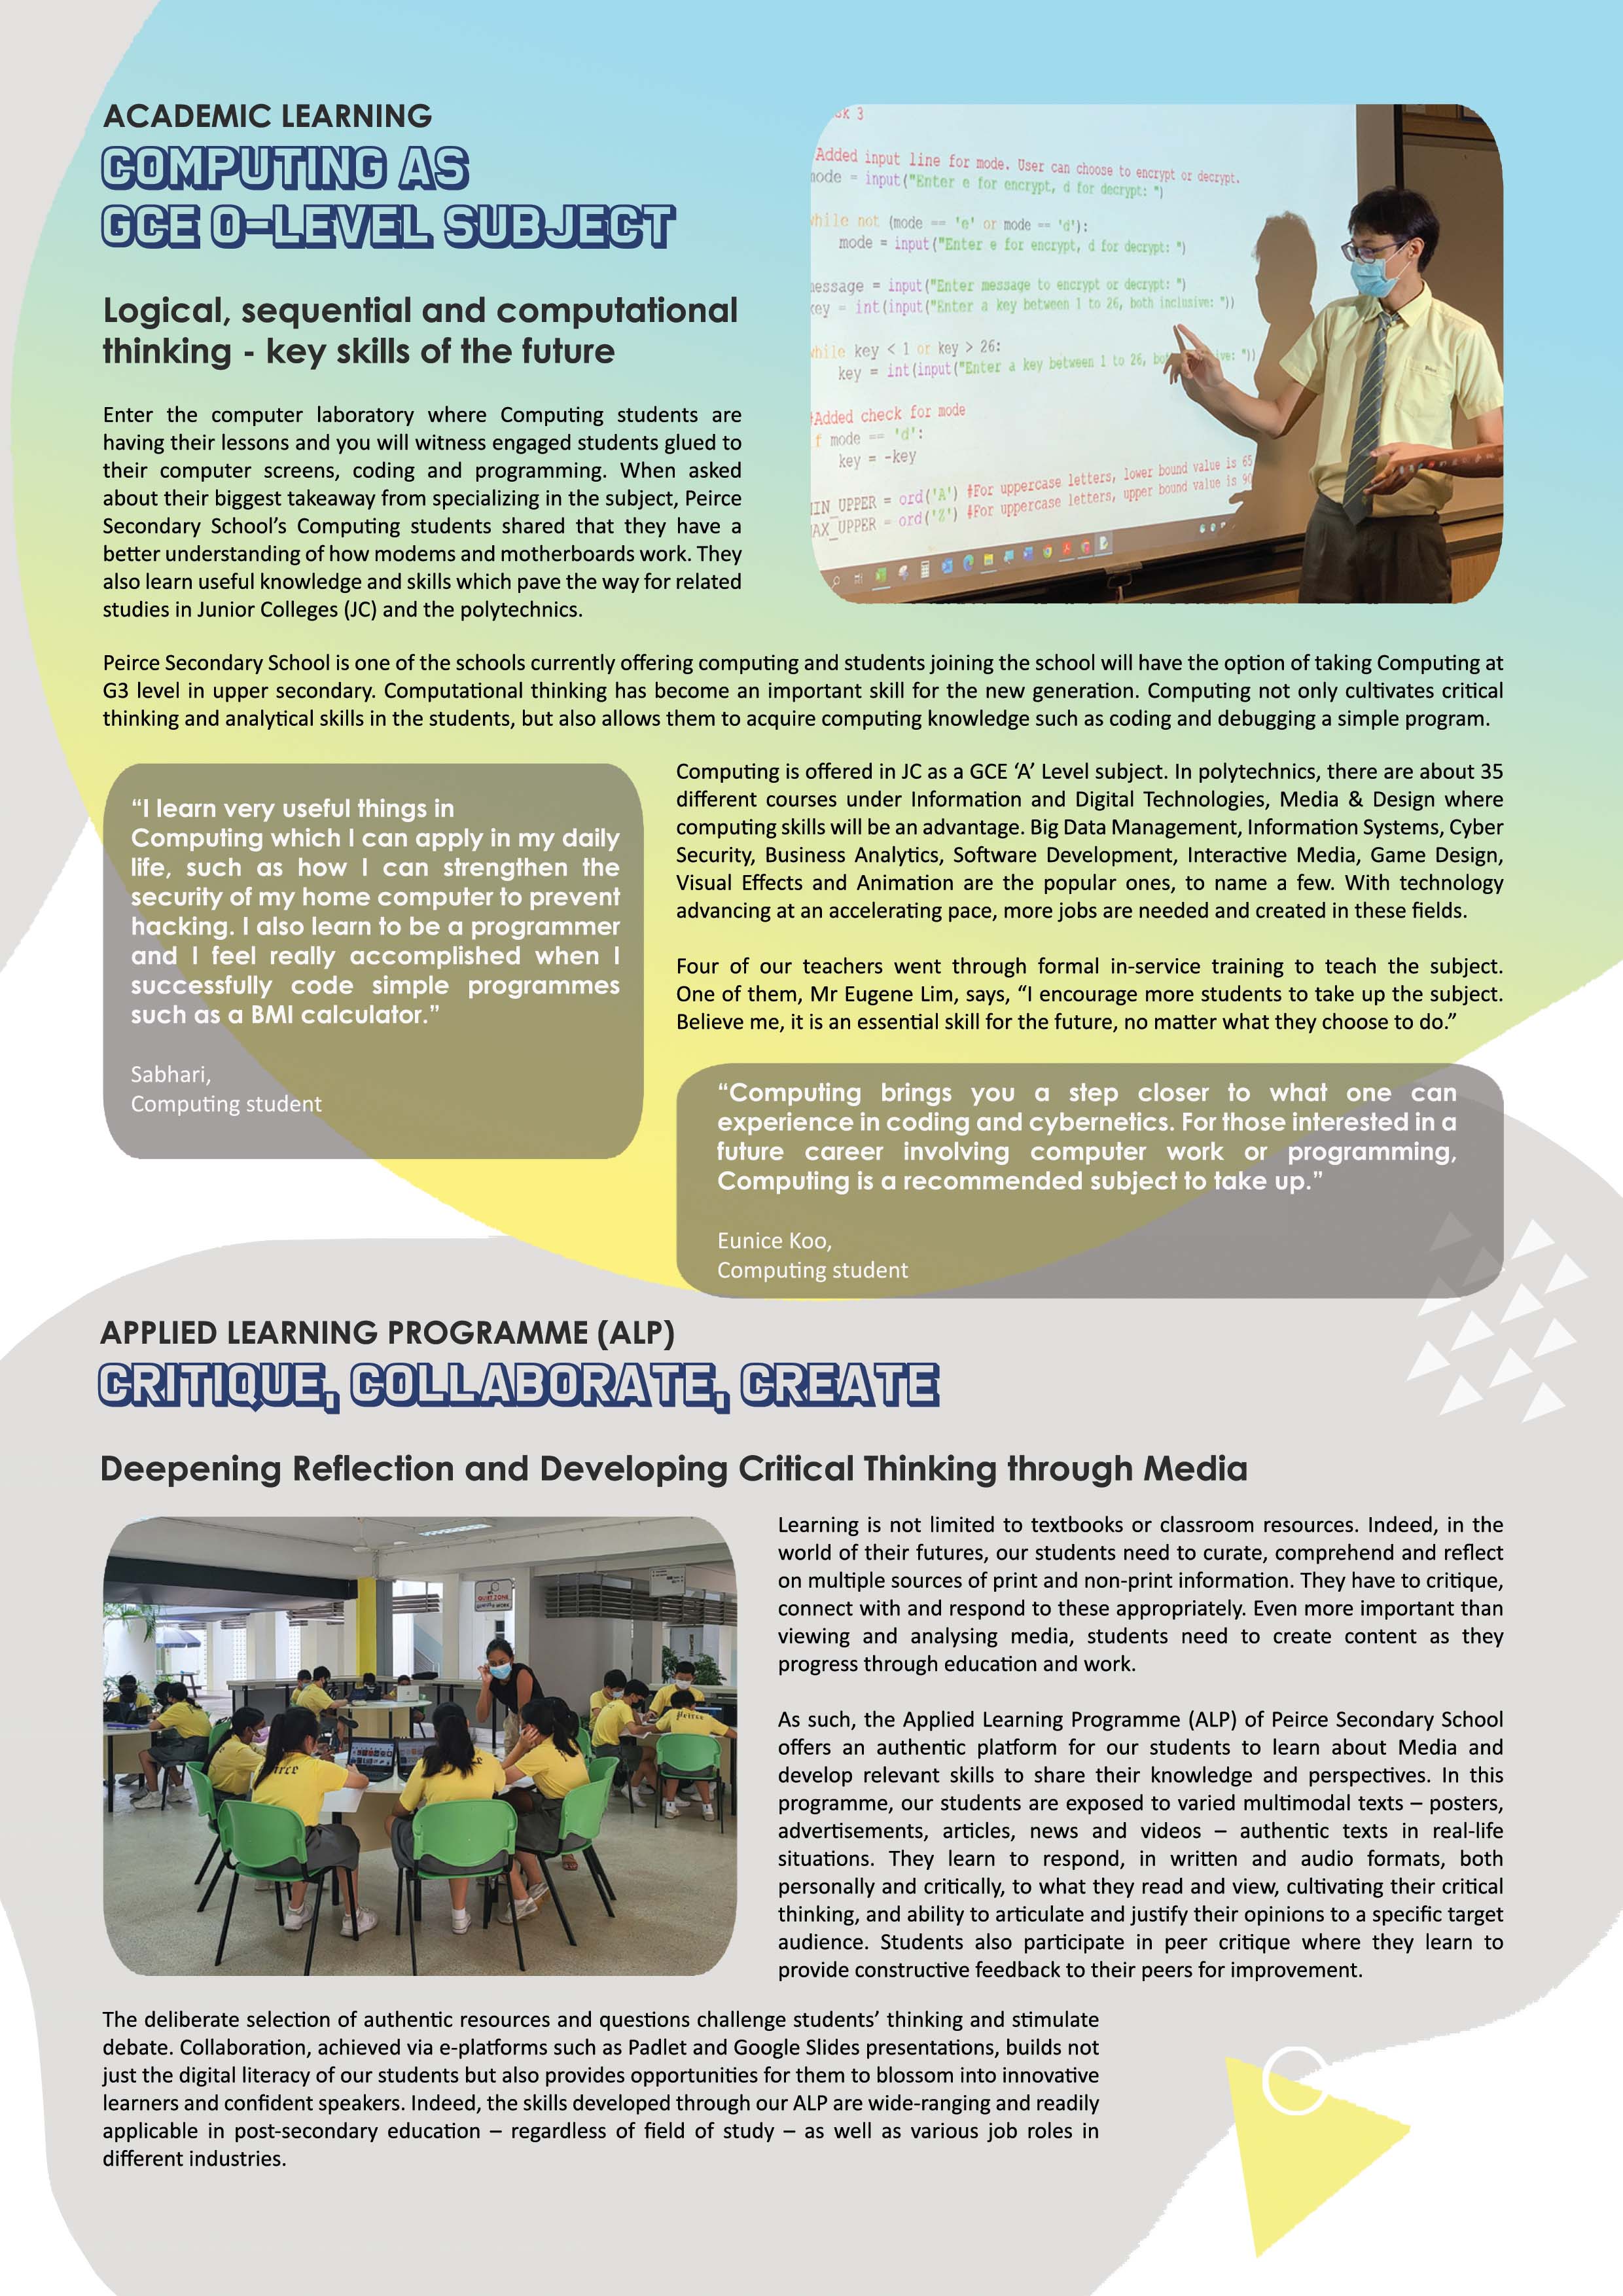 ACADEMIC LEARNING
COMPUTING AS
GCE O-LEVEL SUBJECT
Logical, sequential and computational
thinking - key skills of the future
Enter the computer laboratory where Computing students are
having their lessons and you will witness engaged students glued to
their computer screens, coding and programming. When asked
about their biggest takeaway from specializing in the subject, Peirce
Secondary School's Computing students shared that they have a
better understanding of how modems and motherboards work. They
also learn useful knowledge and skills which pave the way for related
studies in Junior Colleges (JC) and the polytechnics.
3
Added input line for mode. User can choose to encrypt or decrypt.
mode = input("Enter e for encrypt, d for decrypt: ")
while not (mode == 'e' or mode == 'd'):
mode = input("Enter e for encrypt, d for decrypt: ")
message = input("Enter message to encrypt or decrypt: ")
key = int(input("Enter a key between 1 to 26, both inclusive: "))
while key < 1 or key > 26:
key = int(input("Enter a key between 1 to 26, 
#Added check for mode
if mode == 'd':
key = -key
MIN_UPPER = ord('A') #For uppercase letters, lower bound value is 65
MAX_UPPER = ord('Z') #For uppercase letters, upper bound value is 90
Peirce Secondary School is one of the schools currently offering computing and students joining the school will have the option of taking Computing at
G3 level in upper secondary. Computational thinking has become an important skill for the new generation. Computing not only cultivates critical
thinking and analytical skills in the students, but also allows them to acquire computing knowledge such as coding and debugging a simple program.
"I learn very useful things in
Computing which I can apply in my daily
life, such as how I can strengthen the
security of my home computer to prevent
hacking. I also learn to be a programmer
and I feel really accomplished when I
successfully code simple programmes
such as a BMI calculator."
Sabhari,
Computing student
Computing is offered in JC as a GCE 'A' Level subject. In polytechnics, there are about 35
different courses under Information and Digital Technologies, Media & Design where
computing skills will be an advantage. Big Data Management, Information Systems, Cyber
Security, Business Analytics, Software Development, Interactive Media, Game Design,
Visual Effects and Animation are the popular ones, to name a few. With technology
advancing at an accelerating pace, more jobs are needed and created in these fields.
Four of our teachers went through formal in-service training to teach the subject.
One of them, Mr Eugene Lim, says, "I encourage more students to take up the subject.
Believe me, it is an essential skill for the future, no matter what they choose to do."
"Computing brings you a step closer to what one can
experience in coding and cybernetics. For those interested in a
future career involving computer work or programming,
Computing is a recommended subject to take up."
Eunice Koo,
Computing student
APPLIED LEARNING PROGRAMME (ALP)
CRITIQUE, COLLABORATE, CREATE
Deepening Reflection and Developing Critical Thinking through Media
QUIET ZONE
Peirce
Learning is not limited to textbooks or classroom resources. Indeed, in the
world of their futures, our students need to curate, comprehend and reflect
on multiple sources of print and non-print information. They have to critique,
connect with and respond to these appropriately. Even more important than
viewing and analysing media, students need to create content as they
progress through education and work.
As such, the Applied Learning Programme (ALP) of Peirce Secondary School
offers an authentic platform for our students to learn about Media and
develop relevant skills to share their knowledge and perspectives. In this
programme, our students are exposed to varied multimodal texts – posters,
advertisements, articles, news and videos – authentic texts in real-life
situations. They learn to respond, in written and audio formats, both
personally and critically, to what they read and view, cultivating their critical
thinking, and ability to articulate and justify their opinions to a specific target
audience. Students also participate in peer critique where they learn to
provide constructive feedback to their peers for improvement.
The deliberate selection of authentic resources and questions challenge students' thinking and stimulate
debate. Collaboration, achieved via e-platforms such as Padlet and Google Slides presentations, builds not
just the digital literacy of our students but also provides opportunities for them to blossom into innovative
learners and confident speakers. Indeed, the skills developed through our ALP are wide-ranging and readily
applicable in post-secondary education – regardless of field of study – as well as various job roles in
different industries.